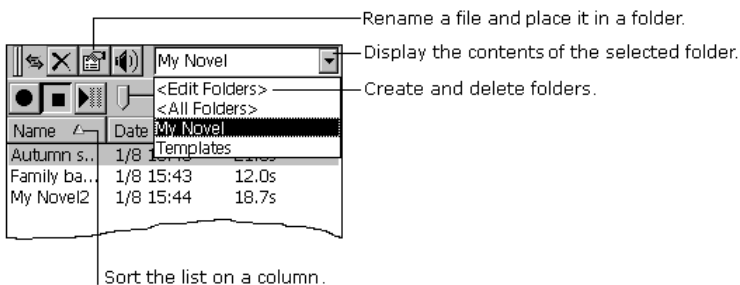 Rename a file and place it in a folder.
My Novel
Display the contents of the selected folder.
<Edit Folders>
Create and delete folders.
<All Folders>
Name
Date
My Novel
Autumn s..
Templates
Family ba...
1/8 15:43
12.0s
My Novel2
1/8 15:44
18.7s
Sort the list on a column.